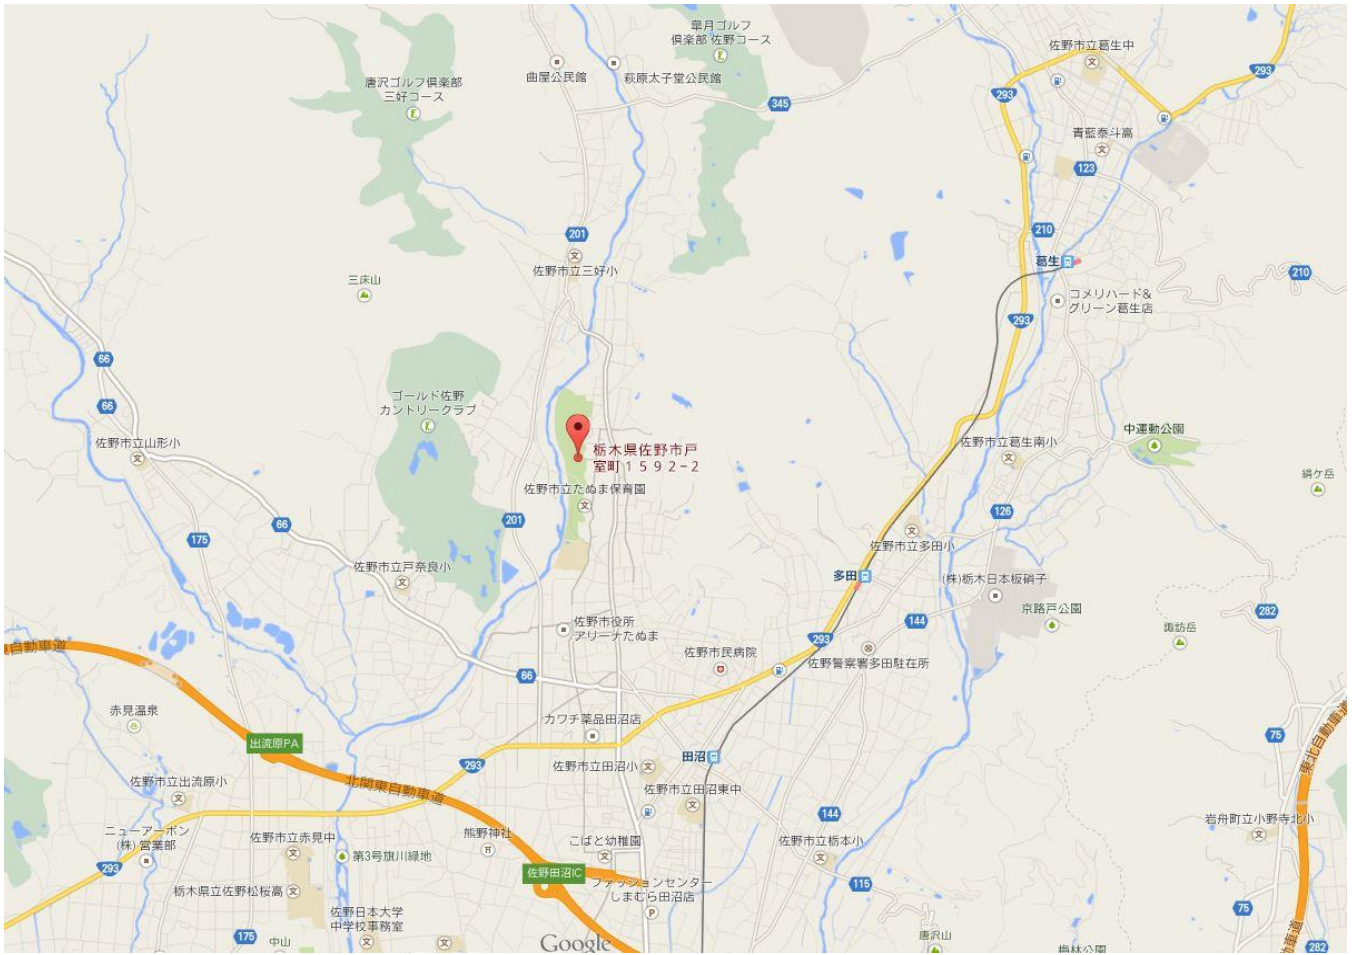 皐月ゴルフ
倶楽部 佐野コース
佐野市立葛生中
曲屋公民館
萩原太子堂公民館
唐沢ゴルフ倶楽部
三好コース
293
293
345
青藍泰斗高
123
201
210
佐野市立三好小
葛生
210
三床山
コメリハード&
グリーン葛生店
293
66
66
ゴールド佐野
カントリークラブ
中運動公園
佐野市立山形小
栃木県佐野市戸
室町1592-2
佐野市立葛生南小
絹ケ岳
佐野市立たぬま保育園
201
126
66
175
佐野市立多田小
佐野市立戸奈良小
多田
(株)栃木日本板硝子
京路戸公園
282
144
諏訪岳
佐野市役所
アリーナたぬま
293
東自動車道
佐野市民病院
佐野警察署多田駐在所
66
赤見温泉
カワチ薬品田沼店
75
出流原PA
田沼
東北自動車道
293
佐野市立田沼小
佐野市立出流原小
北関東自動車道
佐野市立田沼東中
144
岩舟町立小野寺北小
ニューアーボン
(株) 営業部
佐野市立赤見中
熊野神社
こばと幼稚園
佐野市立栃本小
第3号旗川緑地
293
佐野田沼IC
ファッションセンター
しまむら田沼店
115
栃木県立佐野松桜高
75
佐野日本大学
中学校事務室
175
中山
Google
唐沢山
梅林公園
282
動車道